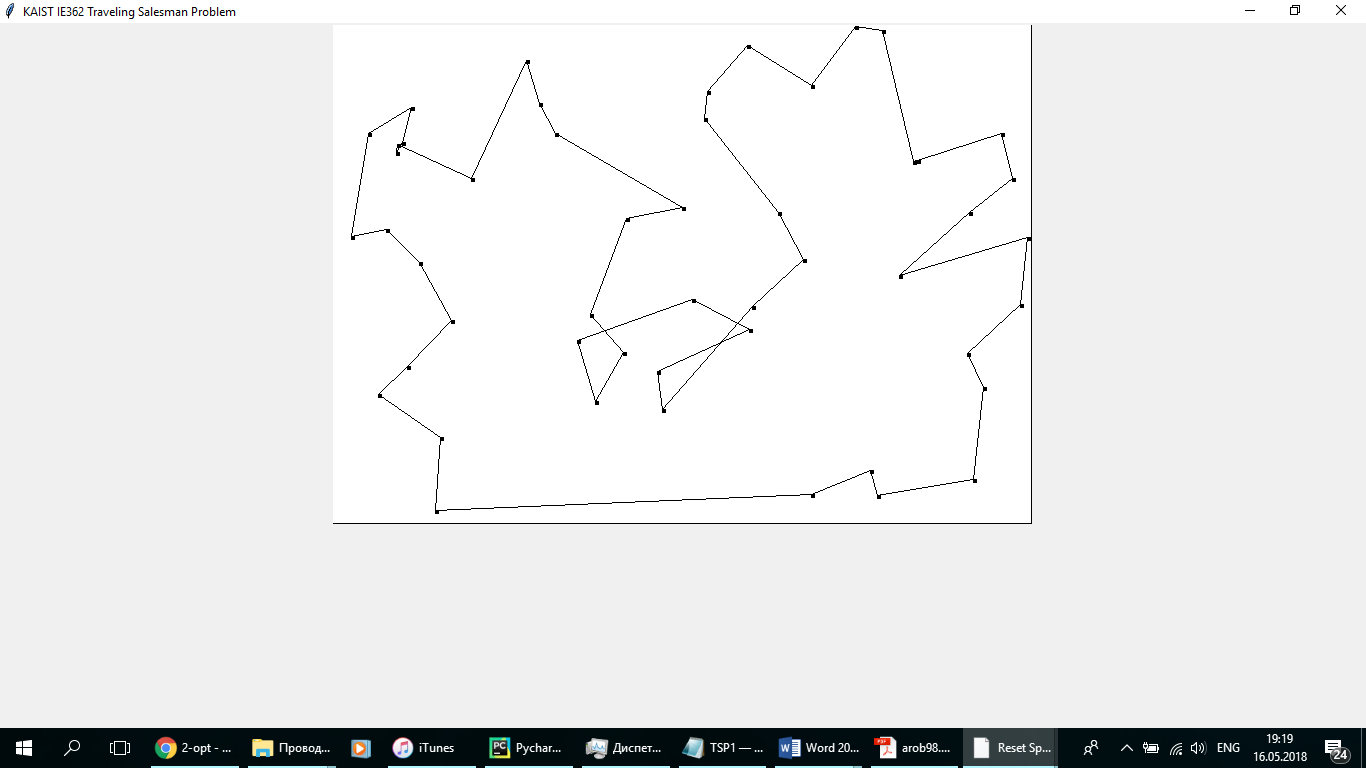 KAIST IE362 Traveling Salesman Problem
2-opt - ...
Провод...
iTunes
Pychar...
Диспет...
TSP1 — ...
Word 20...
arob98....
Reset Sp...
ENG
19:19
16.05.2018
24